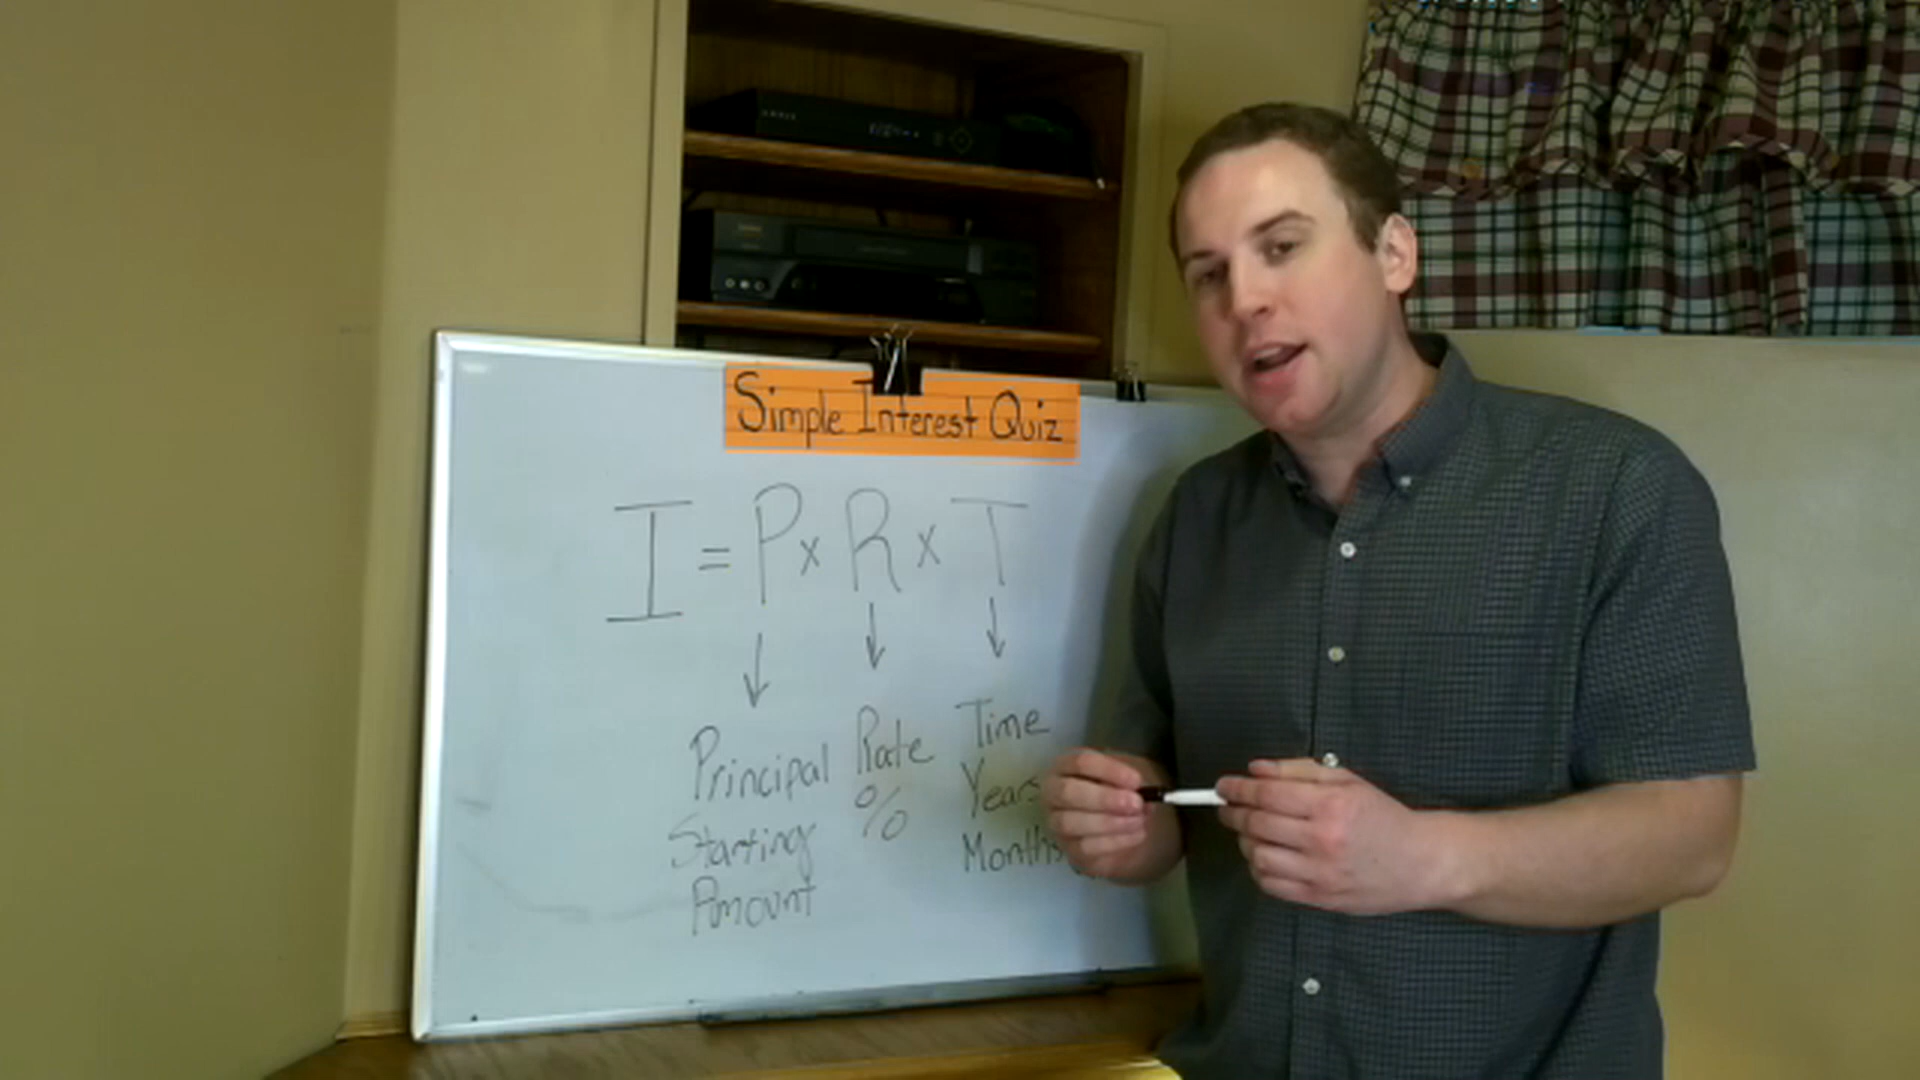 Simple Interest Quiz
I = P x R x T
Principal Rate Time
% Years
Starting Months
Amount